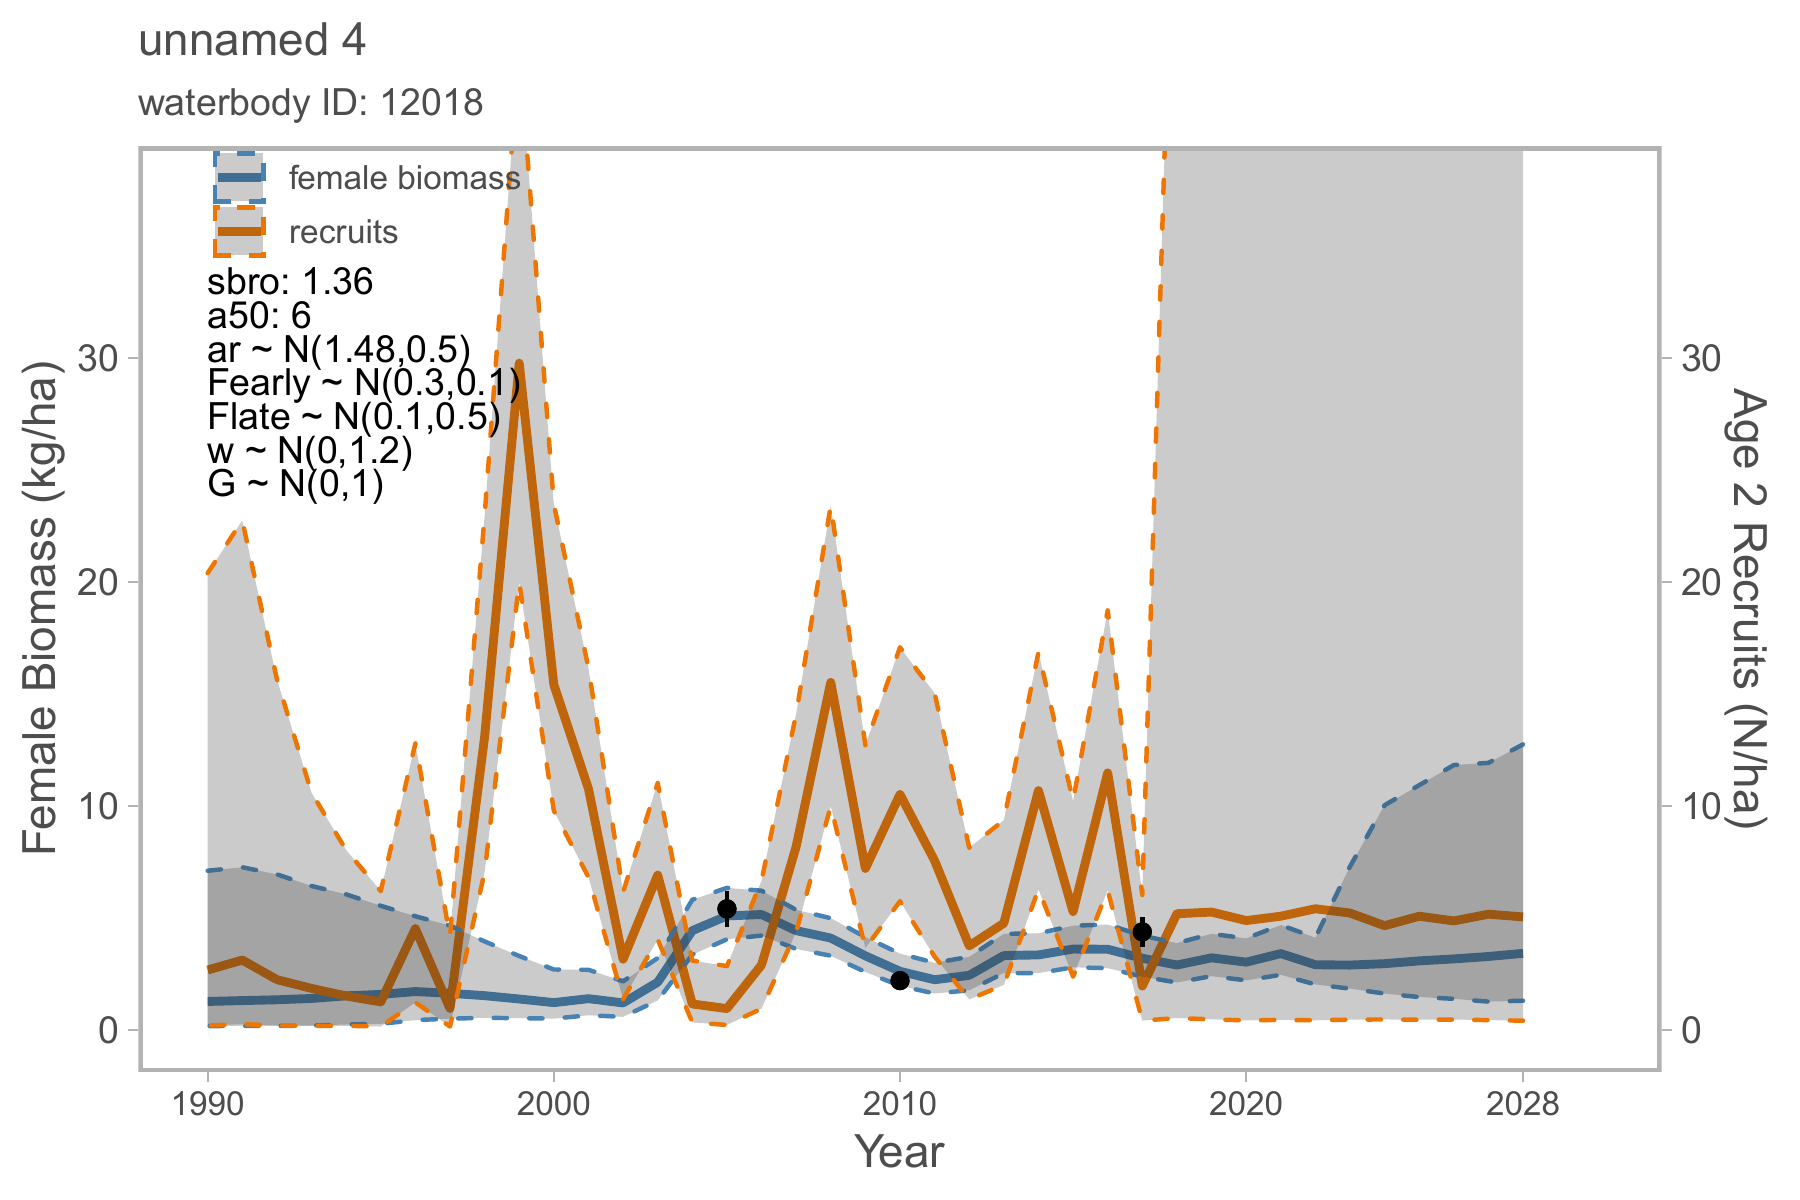 unnamed 4
waterbody ID: 12018
female biomass
recruits
sbro: 1.36
a50: 6
ar ~ N(1.48,0.5)
Fearly ~ N(0.3,0.1)
Flate ~ N(0.1,0.5)
w ~ N(0,1.2)
G ~ N(0,1)
Female Biomass (kg/ha)
30
20
10
0
30
20
10
0
Age 2 Recruits (N/ha)
1990
2000
2010
2020
2028
Year